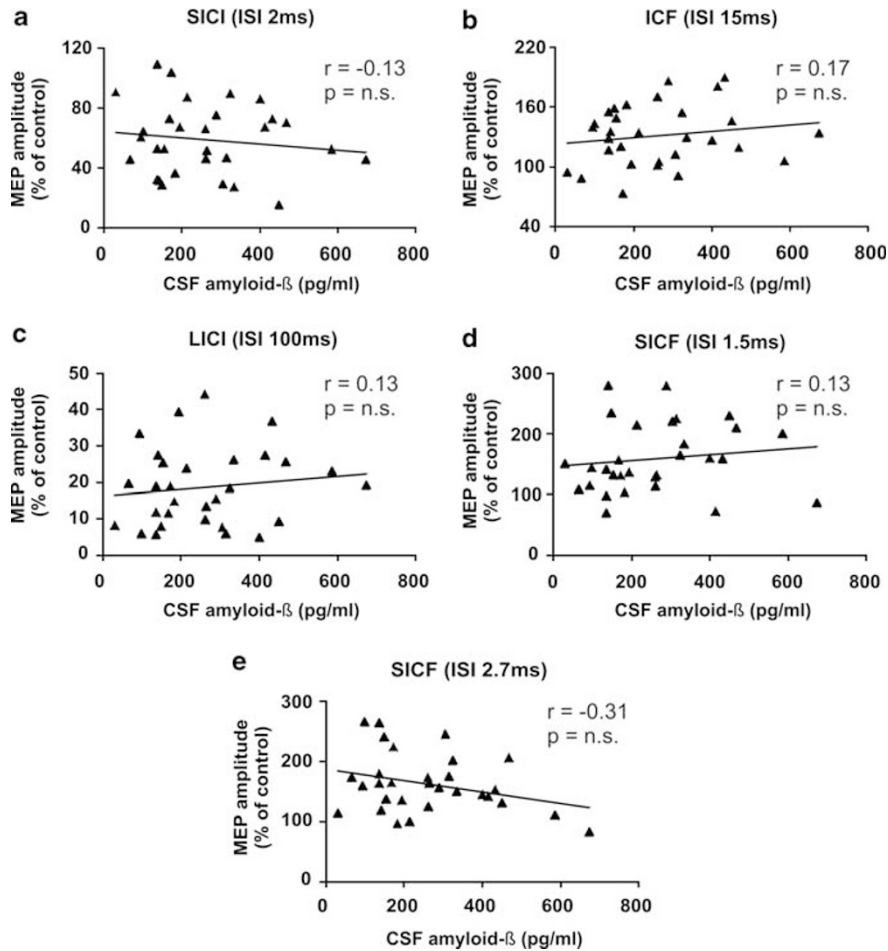 a
SICI (ISI 2ms)
r = -0.13
p = n.s.
MEP amplitude
(% of control)
120
80
40
0
0 200 400 600 800
CSF amyloid-ß (pg/ml)
b
ICF (ISI 15ms)
r = 0.17
p = n.s.
MEP amplitude
(% of control)
220
160
100
40
0 200 400 600 800
CSF amyloid-ß (pg/ml)
c
LICI (ISI 100ms)
r = 0.13
p = n.s.
MEP amplitude
(% of control)
50
40
30
20
10
0
0 200 400 600 800
CSF amyloid-ß (pg/ml)
d
SICF (ISI 1.5ms)
r = 0.13
p = n.s.
MEP amplitude
(% of control)
300
200
100
0
0 200 400 600 800
CSF amyloid-ß (pg/ml)
e
SICF (ISI 2.7ms)
r = -0.31
p = n.s.
MEP amplitude
(% of control)
300
200
100
0
0 200 400 600 800
CSF amyloid-ß (pg/ml)